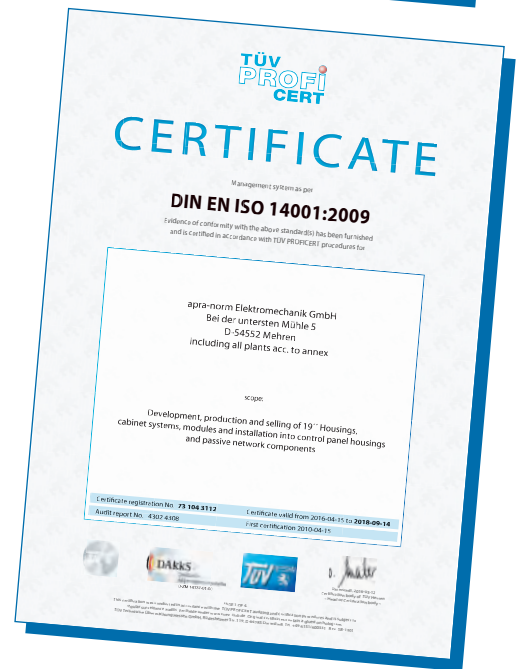 TÜV
PROFi
CERT
CERTIFICATE
Management system as per
DIN EN ISO 14001:2009
Evidence of conformity with the above standard(s) has been furnished
and is certified in accordance with TÜV PROFICERT procedures for
apra-norm Elektromechanik GmbH
Bei der untersten Mühle 5
D-54552 Mehren
including all plants acc. to annex
scope:
Development, production and selling of 19´´ Housings,
cabinet systems, modules and installation into control panel housings
and passive network components
Certificate registration No. 73 104 3112
Certificate valid from 2016-04-15 to 2018-09-14
Audit report No. 4302 4308
First certification 2010-04-15
DAkkS
TÜV